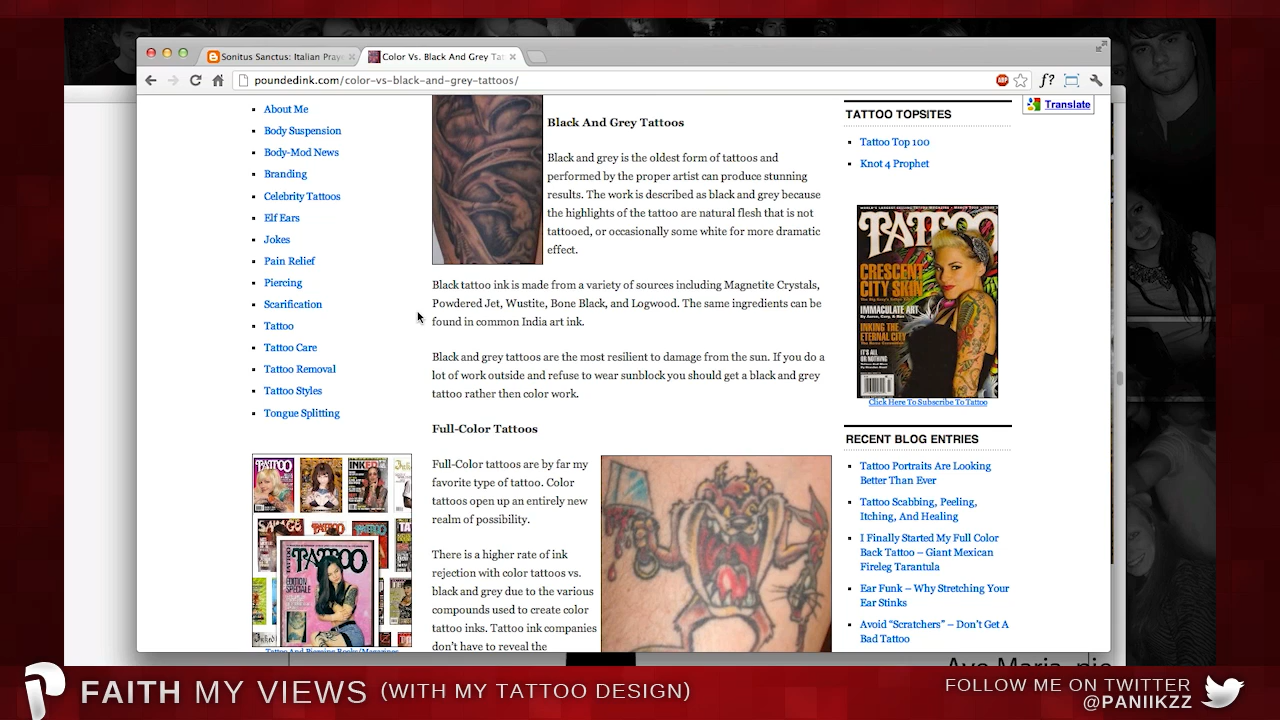 Sonitus Sanctus: Italian Pray
Color Vs. Black And Grey Tat
poundedink.com/color-vs-black-and-grey-tattoos/
ABP
f?
Translate
About Me
Body Suspension
Body-Mod News
Branding
Celebrity Tattoos
Elf Ears
Jokes
Pain Relief
Piercing
Scarification
Tattoo
Tattoo Care
Tattoo Removal
Tattoo Styles
Tongue Splitting
TATTOO
INKED
SAVAGE
TATTOO
TATTOO
EDITION
SPECIALE
Tattoo And Piercing Books/Magazines
Black And Grey Tattoos
Black and grey is the oldest form of tattoos and
performed by the proper artist can produce stunning
results. The work is described as black and grey because
the highlights of the tattoo are natural flesh that is not
tattooed, or occasionally some white for more dramatic
effect.
Black tattoo ink is made from a variety of sources including Magnetite Crystals,
Powdered Jet, Wustite, Bone Black, and Logwood. The same ingredients can be
found in common India art ink.
Black and grey tattoos are the most resilient to damage from the sun. If you do a
lot of work outside and refuse to wear sunblock you should get a black and grey
tattoo rather then color work.
Full-Color Tattoos
Full-Color tattoos are by far my
favorite type of tattoo. Color
tattoos open up an entirely new
realm of possibility.
There is a higher rate of ink
rejection with color tattoos vs.
black and grey due to the various
compounds used to create color
tattoo inks. Tattoo ink companies
don't have to reveal the
TATTOO TOPSITES
Tattoo Top 100
Knot 4 Prophet
TATTOO
CRESCENT
CITY SKIN
IMMACULATE ART
INKING THE
ETERNAL CITY
IT'S ALL
OR NOTHING
Click Here To Subscribe To Tattoo
RECENT BLOG ENTRIES
Tattoo Portraits Are Looking
Better Than Ever
Tattoo Scabbing, Peeling,
Itching, And Healing
I Finally Started My Full Color
Back Tattoo – Giant Mexican
Fireleg Tarantula
Ear Funk – Why Stretching Your
Ear Stinks
Avoid "Scratchers" – Don't Get A
Bad Tattoo
FAITH MY VIEWS (WITH MY TATTOO DESIGN)
FOLLOW ME ON TWITTER
@PANIIKZZ